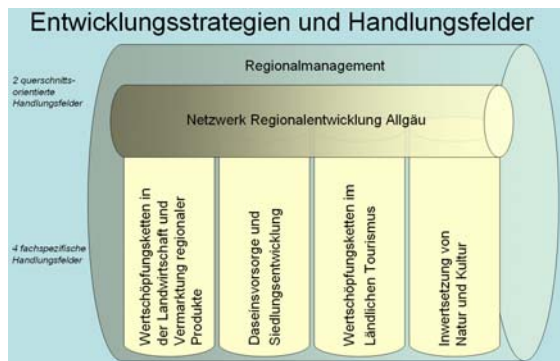 Entwicklungsstrategien und Handlungsfelder
Regionalmanagement
2 querschnitts-
orientierte
Handlungsfelder
Netzwerk Regionalentwicklung Allgäu
4 fachspezifische
Handlungsfelder
Wertschöpfungsketten in
der Landwirtschaft und
Vermarktung regionaler
Produkte
Daseinsvorsorge und
Siedlungsentwicklung
Wertschöpfungsketten im
Ländlichen Tourismus
Inwertsetzung von
Natur und Kultur